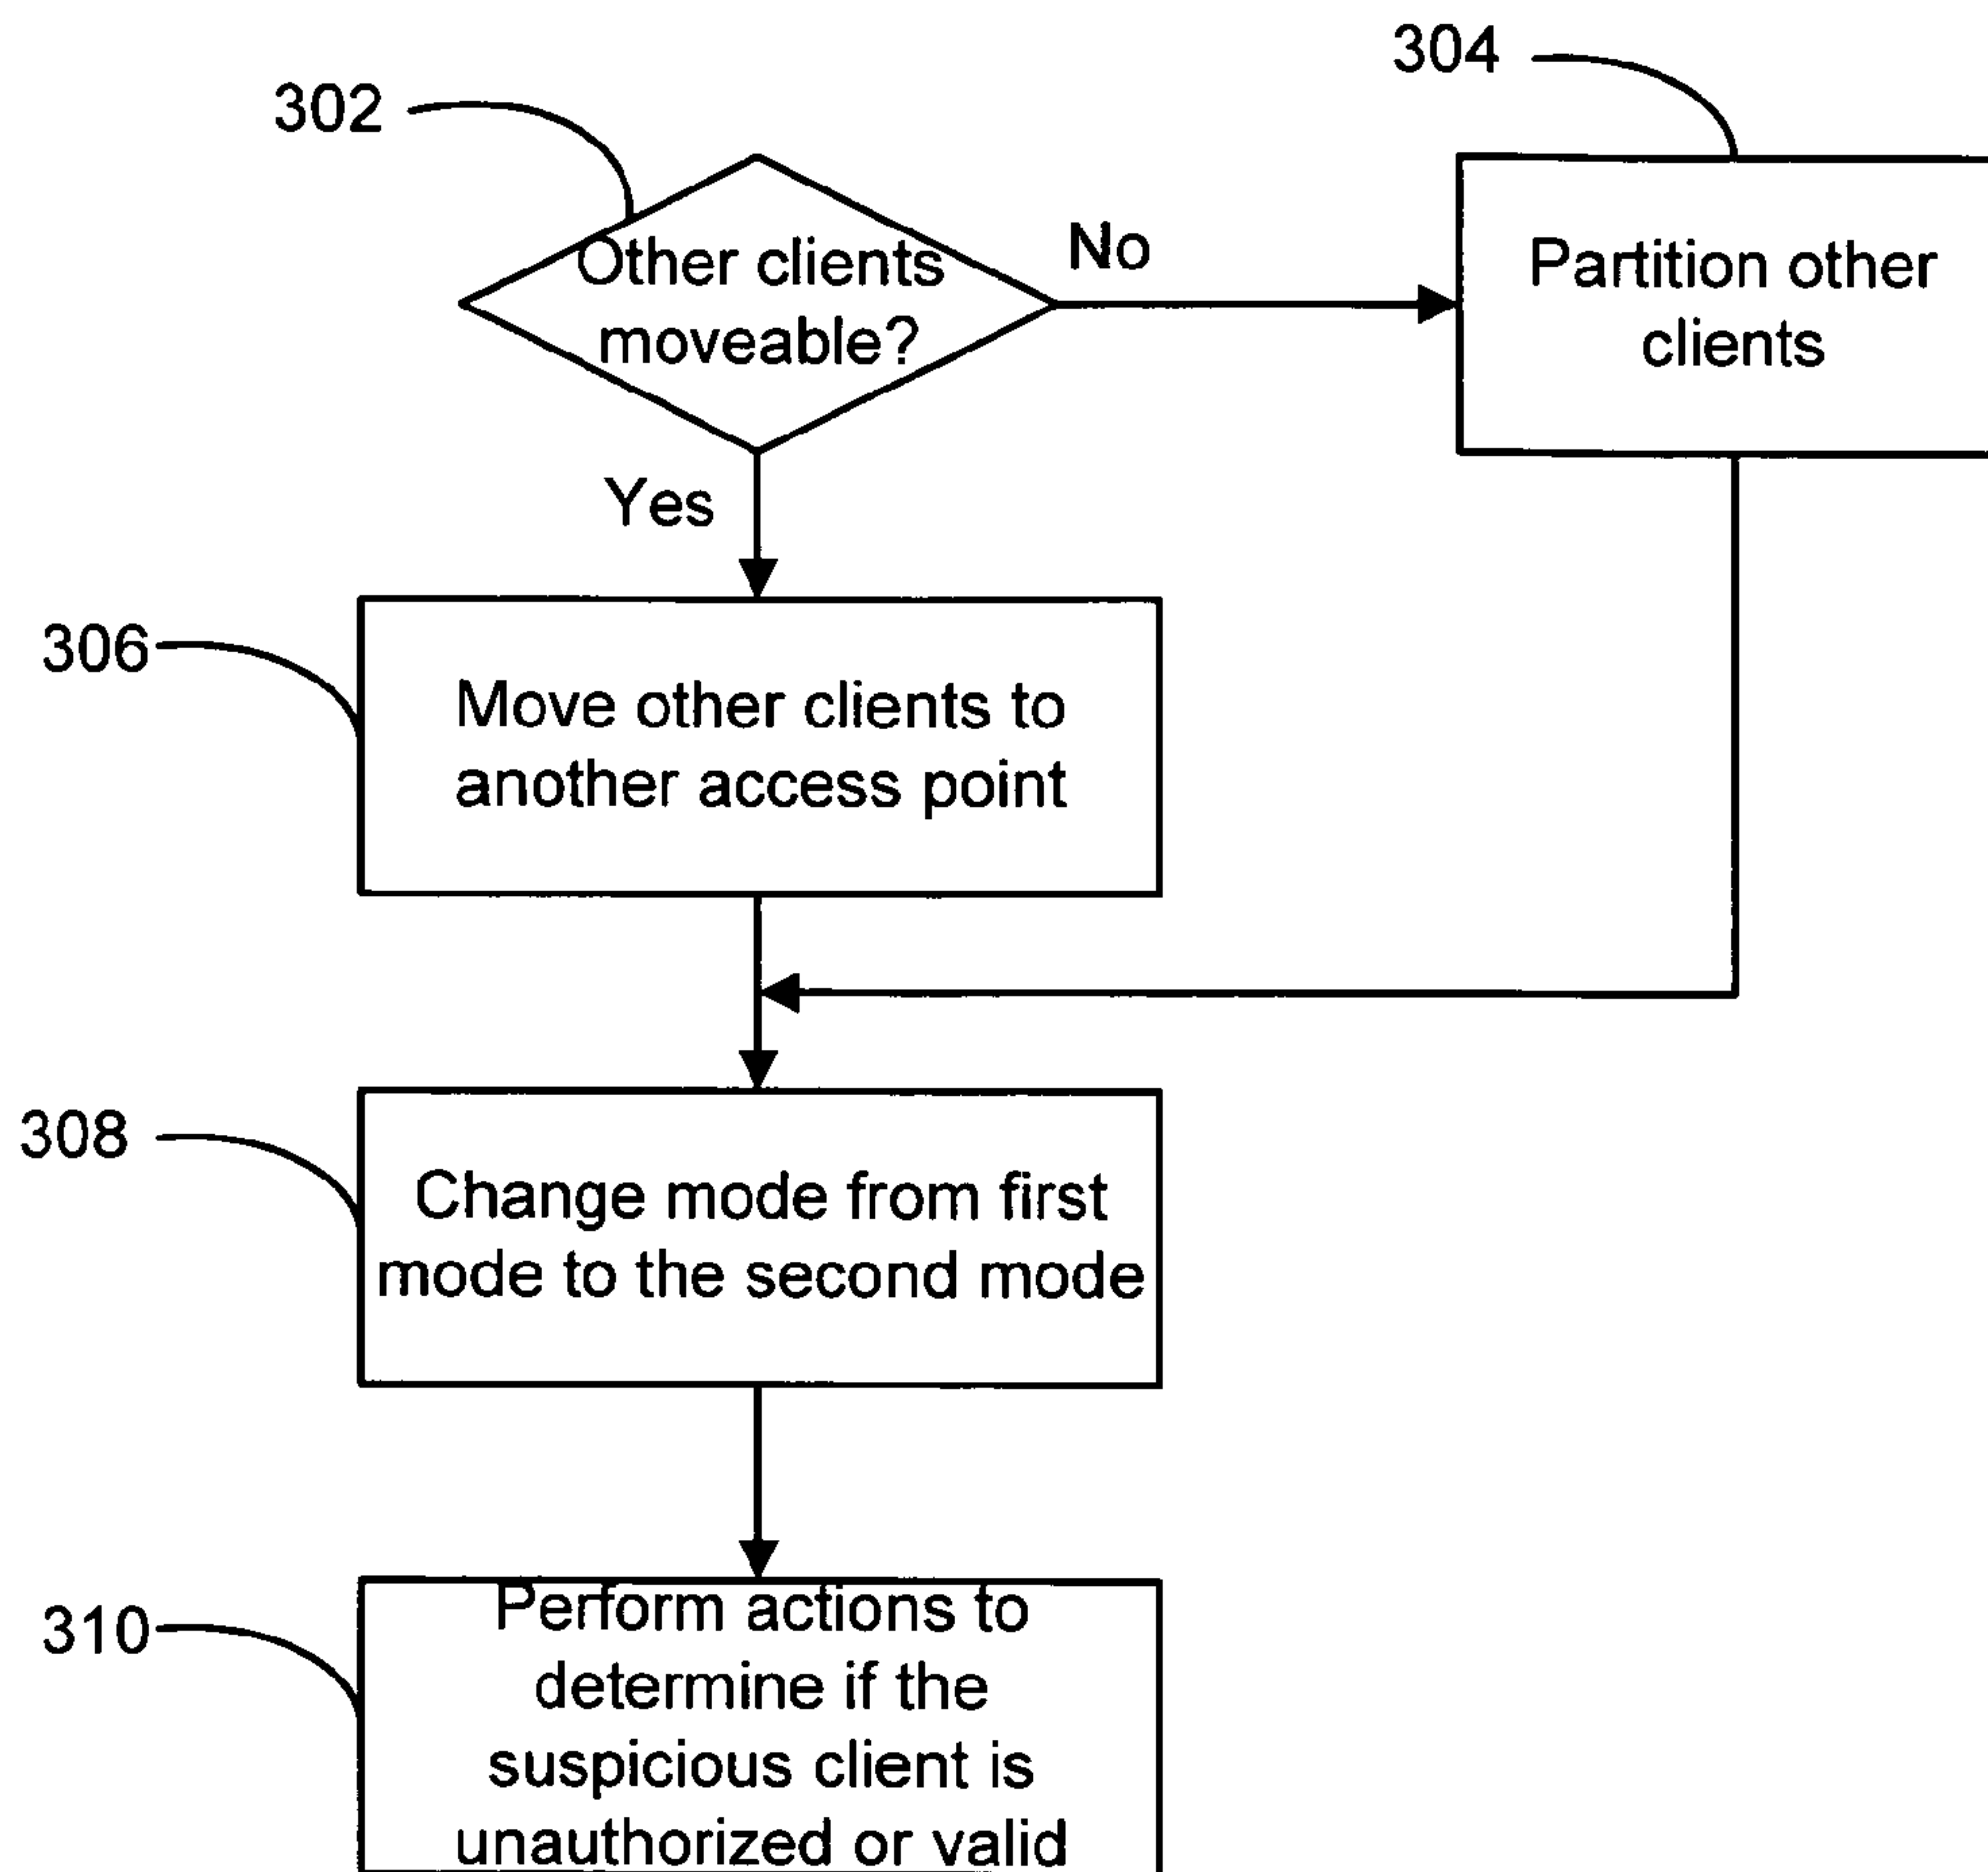 304
302
Other clients
moveable?
No
Partition other
clients
Yes
306
Move other clients to
another access point
308
Change mode from first
mode to the second mode
310
Perform actions to
determine if the
suspicious client is
unauthorized or valid